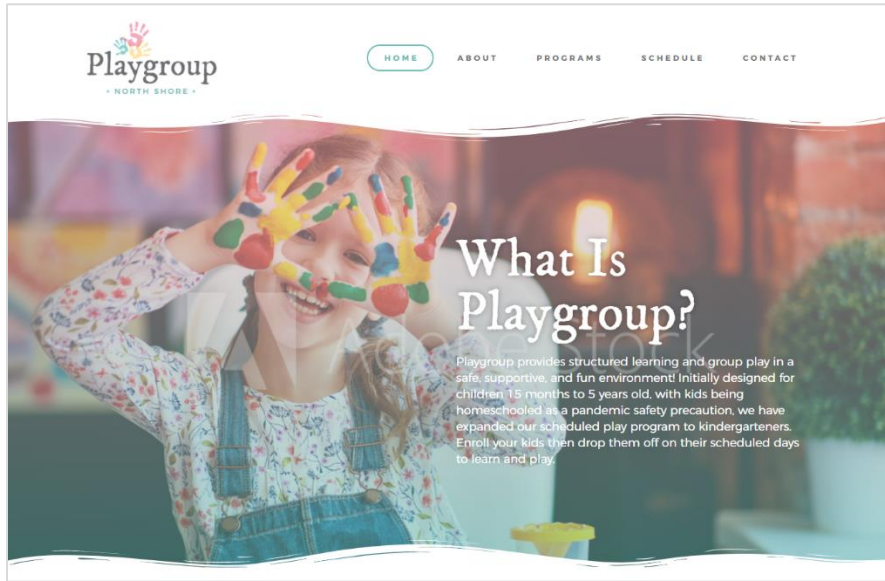 Playgroup
• NORTH SHORE •
HOME ABOUT PROGRAMS SCHEDULE CONTACT
What Is
Playgroup?
Adobe Stock
Playgroup provides structured learning and group play in a
safe, supportive, and fun environment! Initially designed for
children 15 months to 5 years old, with kids being
homeschooled as a pandemic safety precaution, we have
expanded our scheduled play program to kindergarteners.
Enroll your kids then drop them off on their scheduled days
to learn and play.